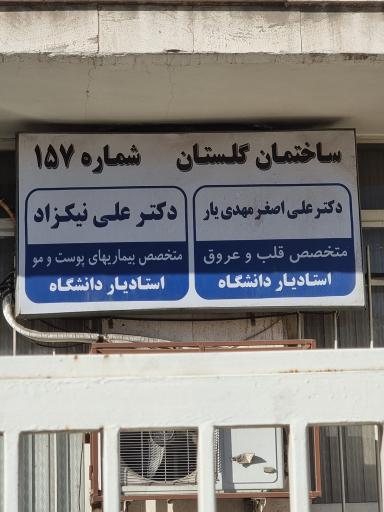 ساختمان گلستان شماره ۱۵۷
دکتر علی اصغر مهدی یار
متخصص قلب و عروق
استادیار دانشگاه
دکتر علی نیکزاد
متخصص بیماریهای پوست و مو
استادیار دانشگاه